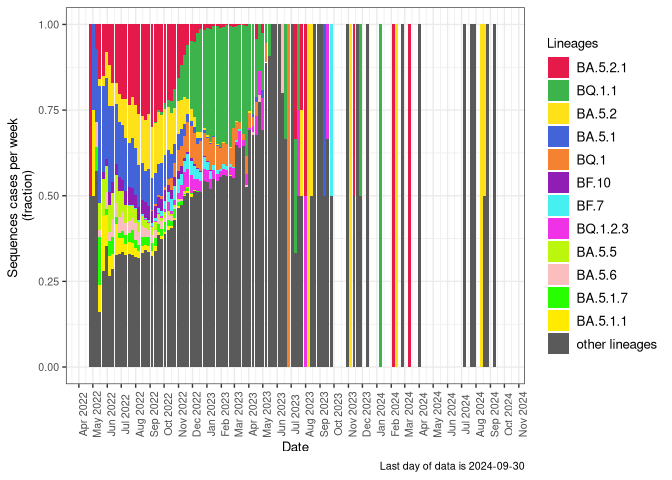 Sequences cases per week
(fraction)
1.00
0.75
0.50
0.25
0.00
Apr 2022
May 2022
Jun 2022
Jul 2022
Aug 2022
Sep 2022
Oct 2022
Nov 2022
Dec 2022
Jan 2023
Feb 2023
Mar 2023
Apr 2023
May 2023
Jun 2023
Jul 2023
Aug 2023
Sep 2023
Oct 2023
Nov 2023
Dec 2023
Jan 2024
Feb 2024
Mar 2024
Apr 2024
May 2024
Jun 2024
Jul 2024
Aug 2024
Sep 2024
Oct 2024
Nov 2024
Date
Lineages
BA.5.2.1
BQ.1.1
BA.5.2
BA.5.1
BQ.1
BF.10
BF.7
BQ.1.2.3
BA.5.5
BA.5.6
BA.5.1.7
BA.5.1.1
other lineages
Last day of data is 2024-09-30